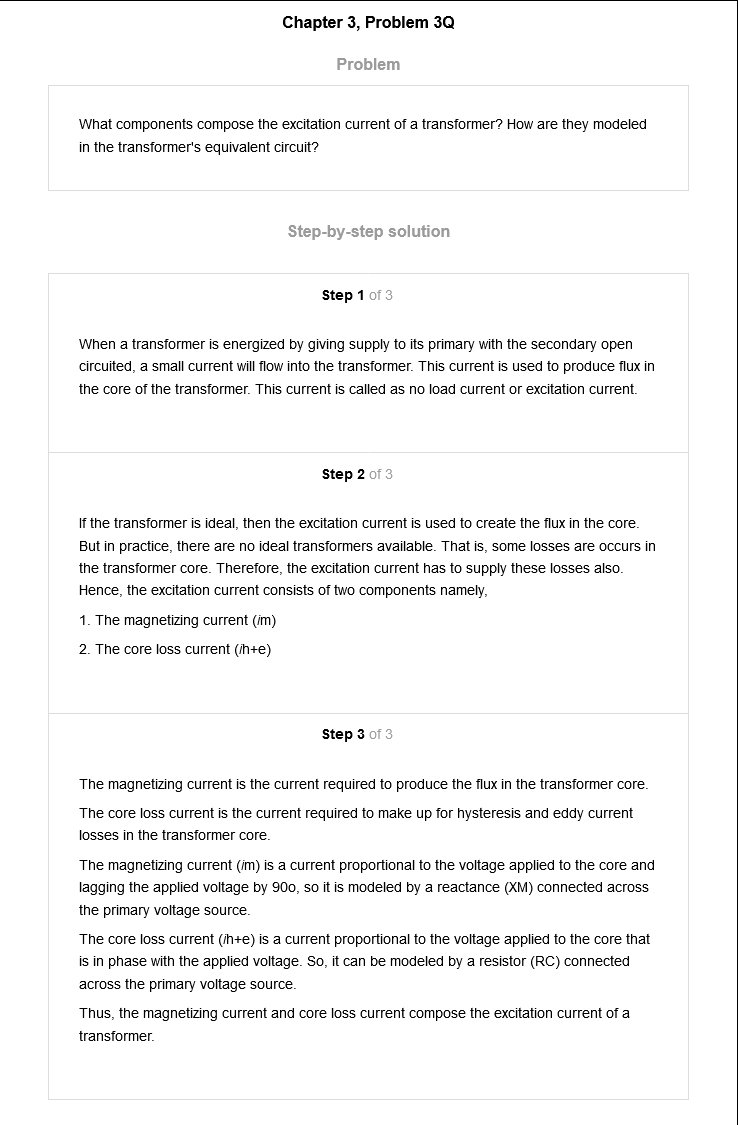 Chapter 3, Problem 3Q
Problem
What components compose the excitation current of a transformer? How are they modeled
in the transformer's equivalent circuit?
Step-by-step solution
Step 1 of 3
When a transformer is energized by giving supply to its primary with the secondary open
circuited, a small current will flow into the transformer. This current is used to produce flux in
the core of the transformer. This current is called as no load current or excitation current.
Step 2 of 3
If the transformer is ideal, then the excitation current is used to create the flux in the core.
But in practice, there are no ideal transformers available. That is, some losses are occurs in
the transformer core. Therefore, the excitation current has to supply these losses also.
Hence, the excitation current consists of two components namely,
1. The magnetizing current (im)
2. The core loss current (ih+e)
Step 3 of 3
The magnetizing current is the current required to produce the flux in the transformer core.
The core loss current is the current required to make up for hysteresis and eddy current
losses in the transformer core.
The magnetizing current (im) is a current proportional to the voltage applied to the core and
lagging the applied voltage by 90o, so it is modeled by a reactance (XM) connected across
the primary voltage source.
The core loss current (ih+e) is a current proportional to the voltage applied to the core that
is in phase with the applied voltage. So, it can be modeled by a resistor (RC) connected
across the primary voltage source.
Thus, the magnetizing current and core loss current compose the excitation current of a
transformer.